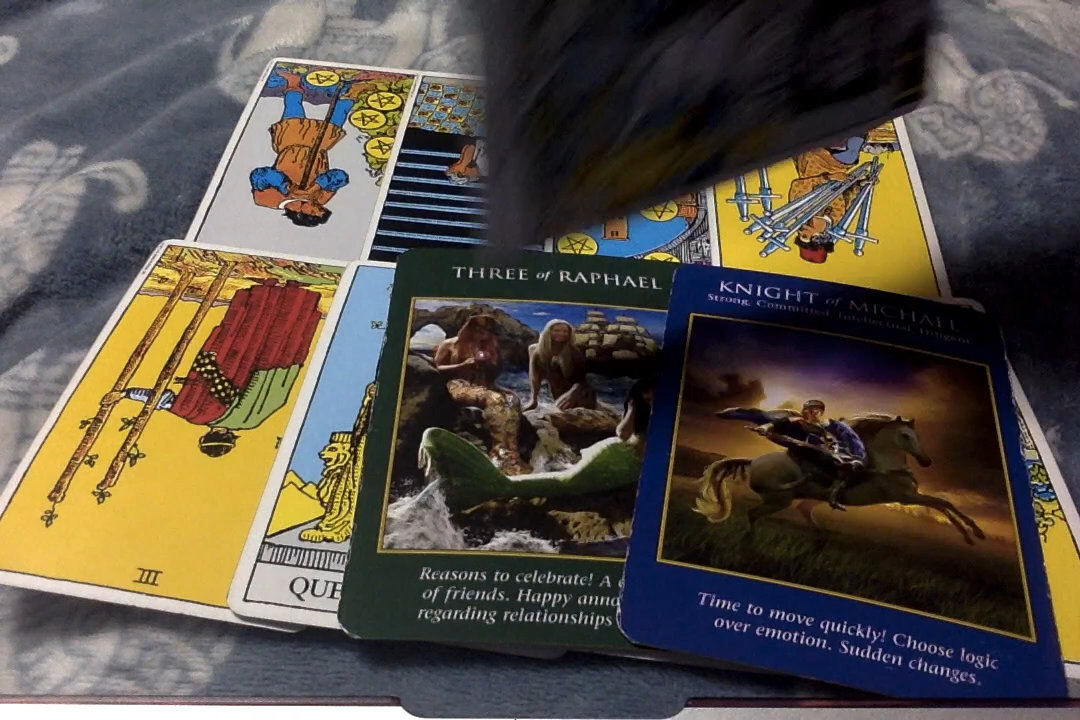 THREE of RAPHAEL
KNIGHT of MICHAEL
Strong, Committed, Intellectual, Diligent
III
QUE
Reasons to celebrate! A
of friends. Happy anno
regarding relationships
Time to move quickly! Choose logic
over emotion. Sudden changes.